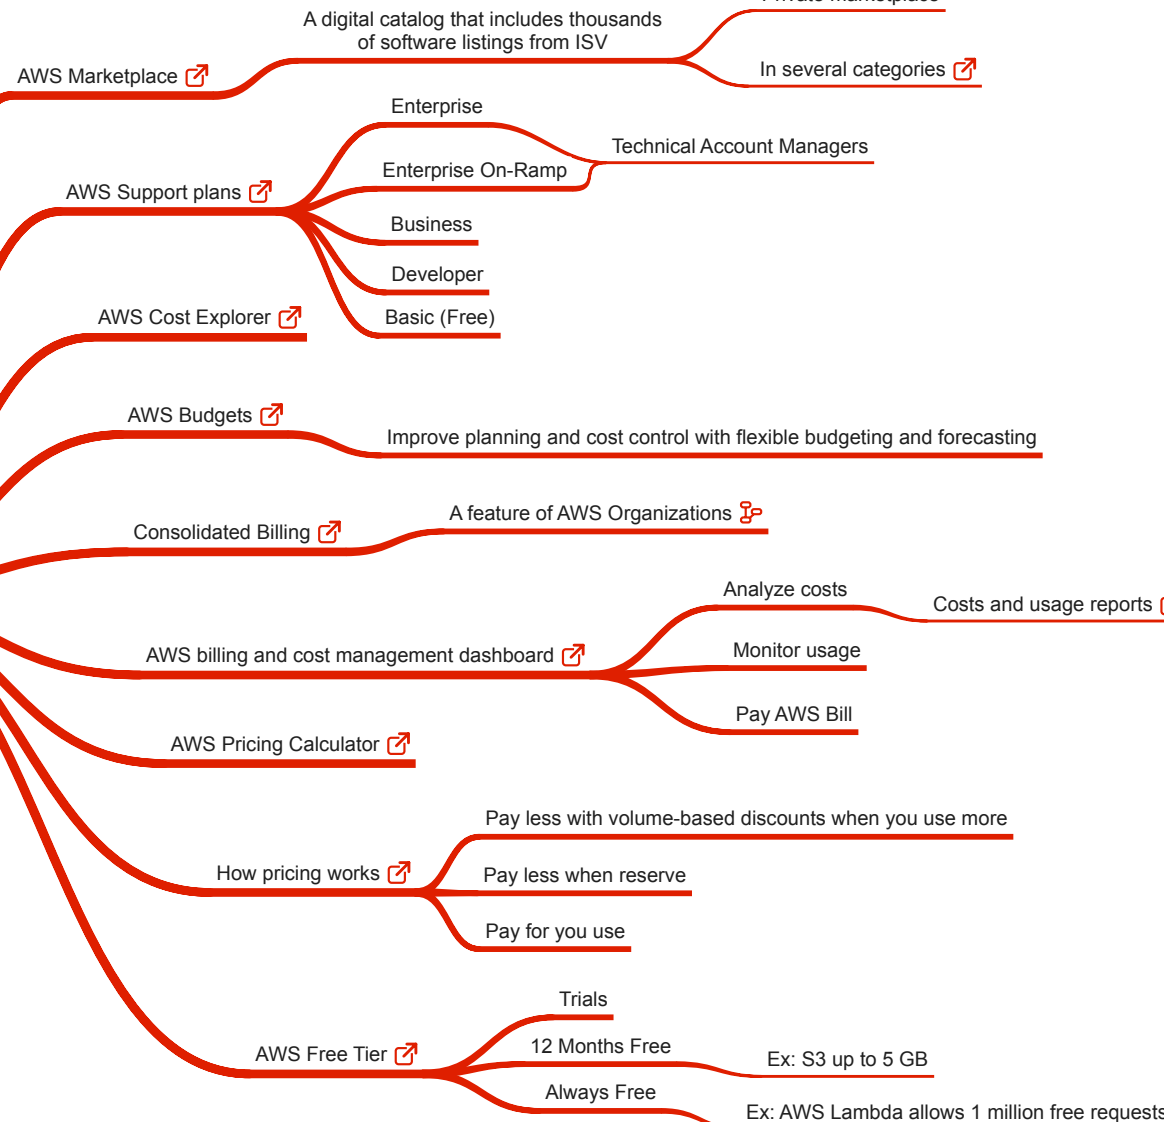 Private marketplace
A digital catalog that includes thousands
of software listings from ISV
In several categories
AWS Marketplace
Enterprise
Technical Account Managers
Enterprise On-Ramp
AWS Support plans
Business
Developer
Basic (Free)
AWS Cost Explorer
AWS Budgets
Improve planning and cost control with flexible budgeting and forecasting
Consolidated Billing
A feature of AWS Organizations
Analyze costs
Costs and usage reports
AWS billing and cost management dashboard
Monitor usage
Pay AWS Bill
AWS Pricing Calculator
Pay less with volume-based discounts when you use more
How pricing works
Pay less when reserve
Pay for you use
Trials
12 Months Free
Ex: S3 up to 5 GB
AWS Free Tier
Always Free
Ex: AWS Lambda allows 1 million free requests